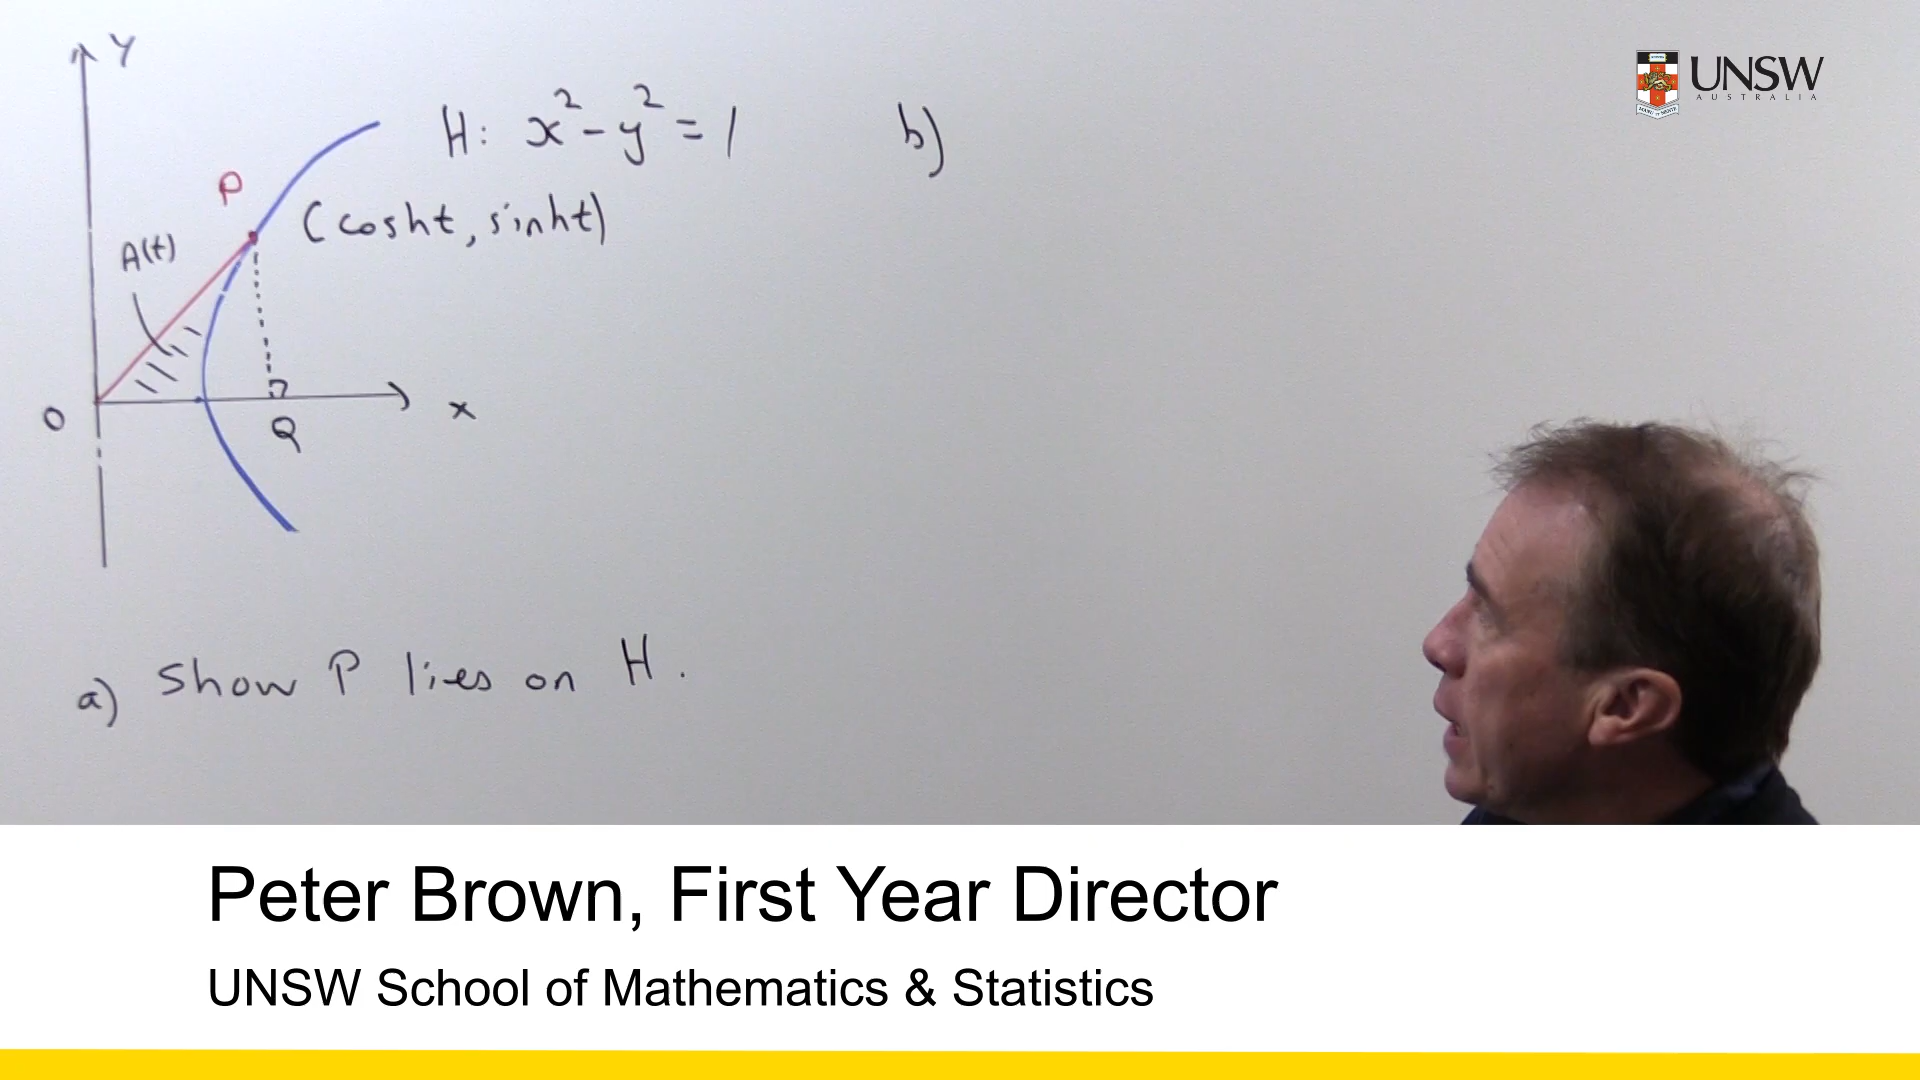 Y
H: x² - y² = 1
b)
P
(cosht, sinht)
A(t)
O
Q
x
a) Show P lies on H.
UNSW
AUSTRALIA
Peter Brown, First Year Director
UNSW School of Mathematics & Statistics